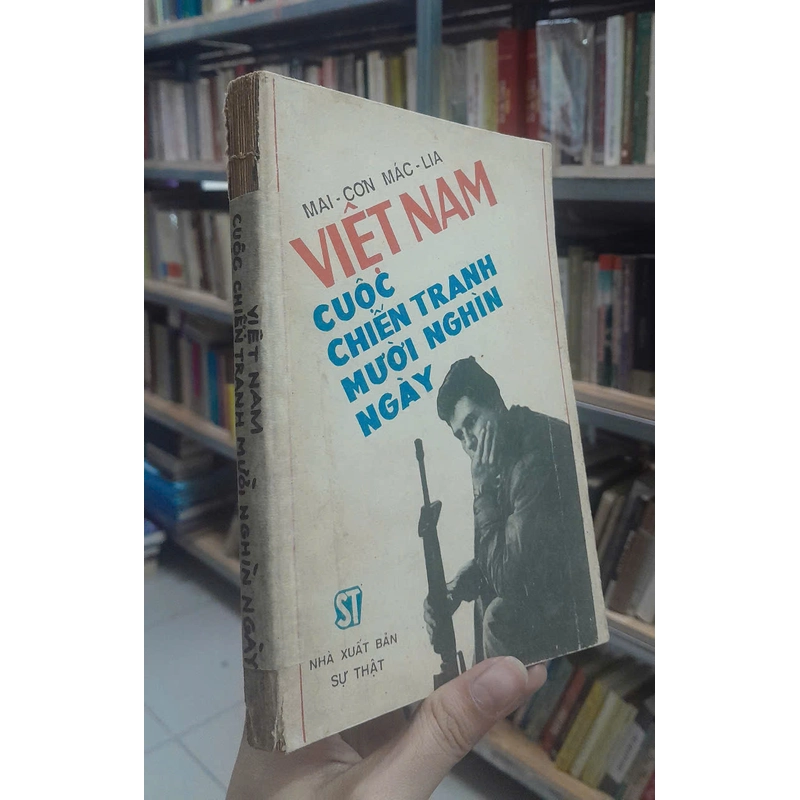 MAI-CƠN MÁC-LIA
VIỆT NAM
CUỘC
CHIẾN TRANH
MƯỜI NGHÌN
NGÀY
ST
NHÀ XUẤT BẢN
SỰ THẬT
VIỆT NAM
CUỘC CHIẾN TRANH MƯỜI NGHÌN NGÀY